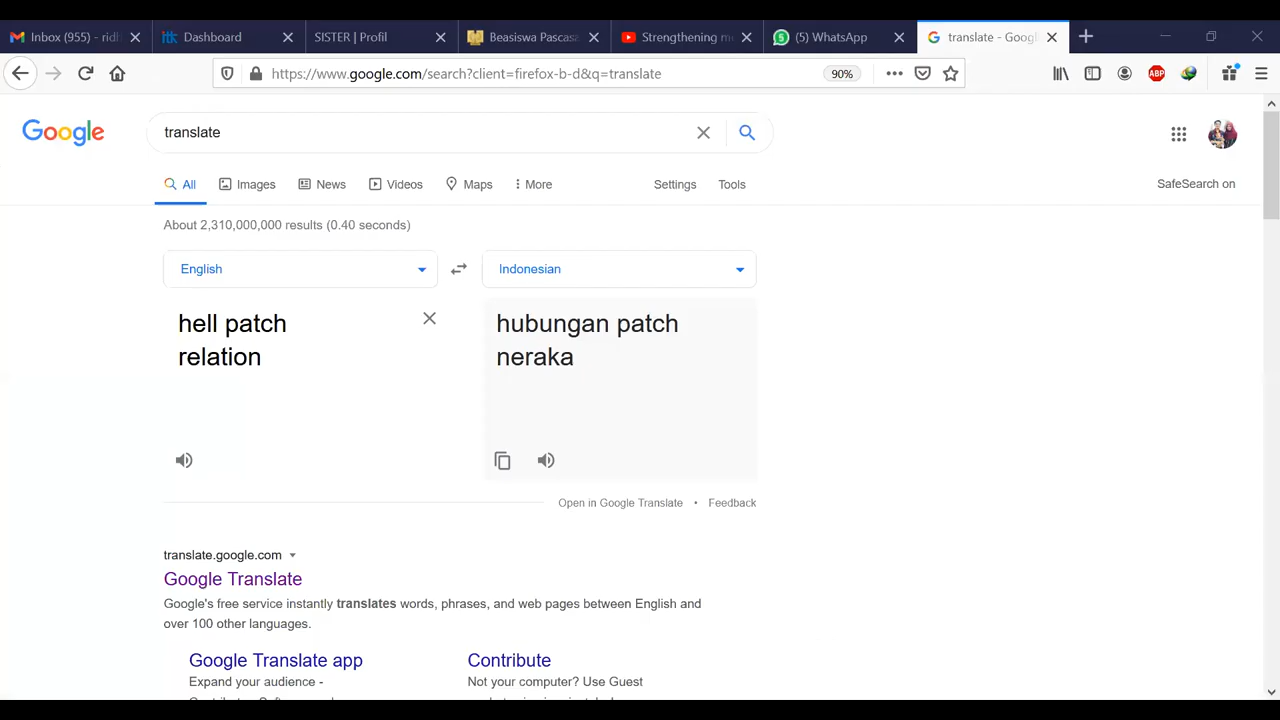 Inbox (955) - ridh
Dashboard
SISTER | Profil
Beasiswa Pascasa
Strengthening me
(5) WhatsApp
translate - Googl
https://www.google.com/search?client=firefox-b-d&q=translate
90%
ABP
Google
translate
All
Images
News
Videos
Maps
More
Settings
Tools
SafeSearch on
About 2,310,000,000 results (0.40 seconds)
English
Indonesian
hell patch
relation
hubungan patch
neraka
Open in Google Translate • Feedback
translate.google.com
Google Translate
Google's free service instantly translates words, phrases, and web pages between English and
over 100 other languages.
Google Translate app
Expand your audience -
Contribute
Not your computer? Use Guest